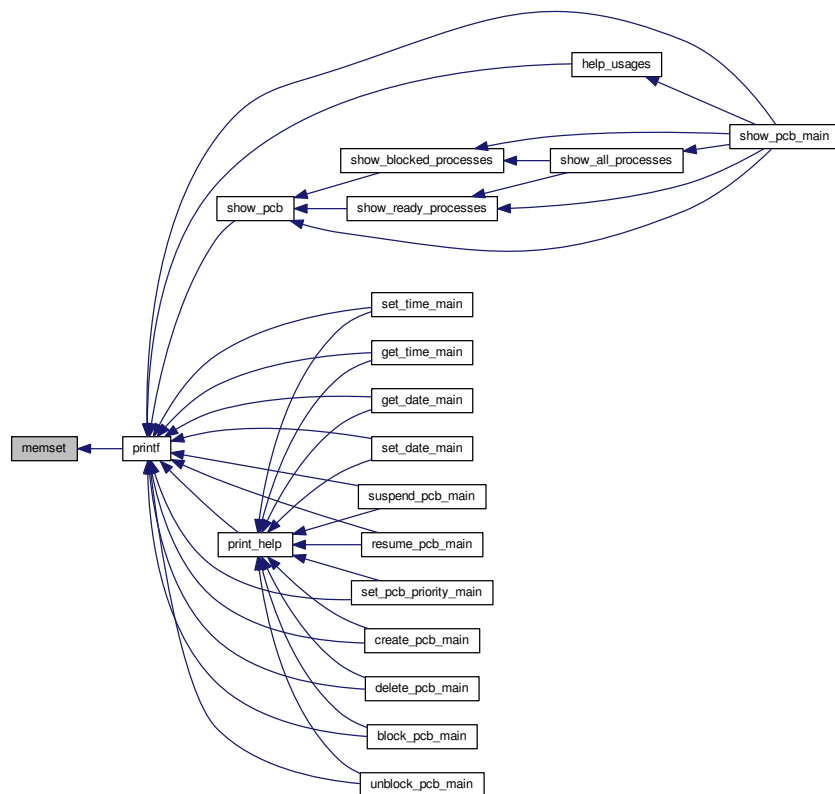 help_usages
show_pcb_main
show_blocked_processes
show_all_processes
show_pcb
show_ready_processes
set_time_main
get_time_main
get_date_main
memset
printf
set_date_main
suspend_pcb_main
print_help
resume_pcb_main
set_pcb_priority_main
create_pcb_main
delete_pcb_main
block_pcb_main
unblock_pcb_main